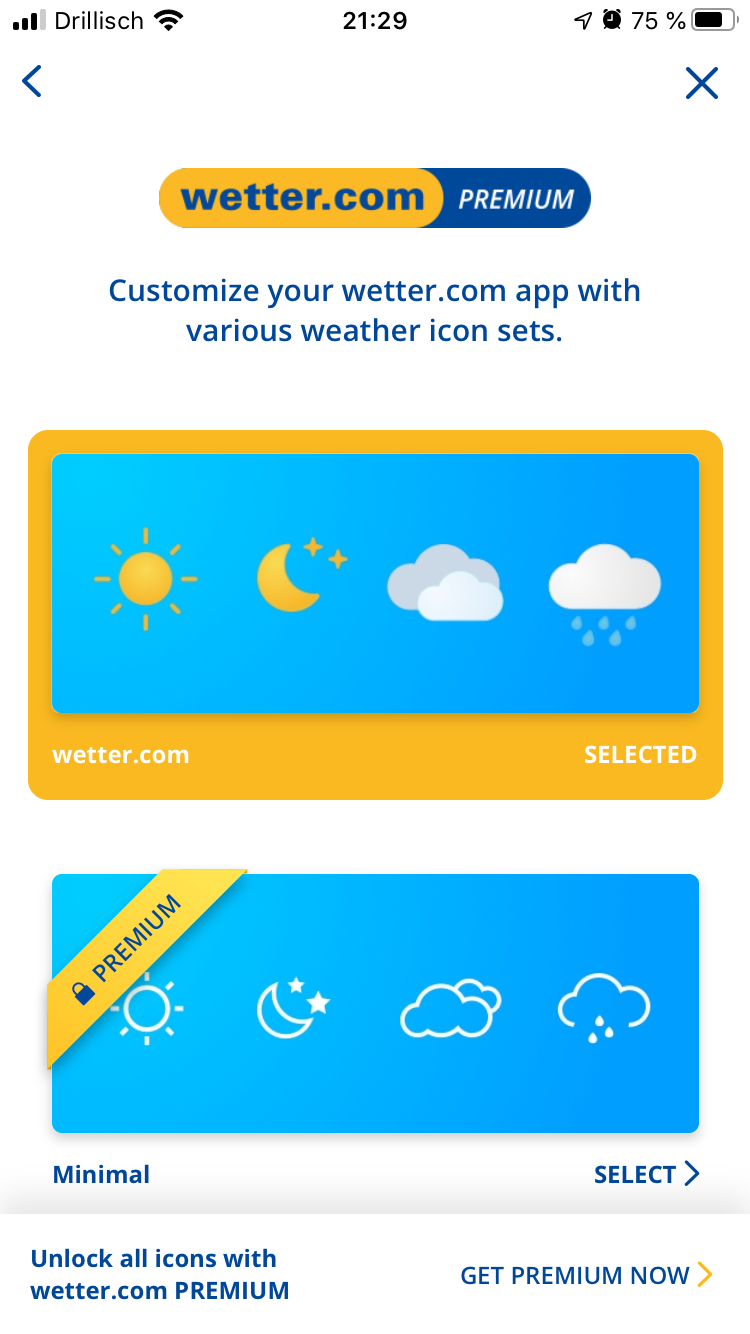 Drillisch 21:29 75 %
wetter.com PREMIUM
Customize your wetter.com app with
various weather icon sets.
wetter.com SELECTED
PREMIUM
Minimal SELECT
Unlock all icons with
wetter.com PREMIUM
GET PREMIUM NOW